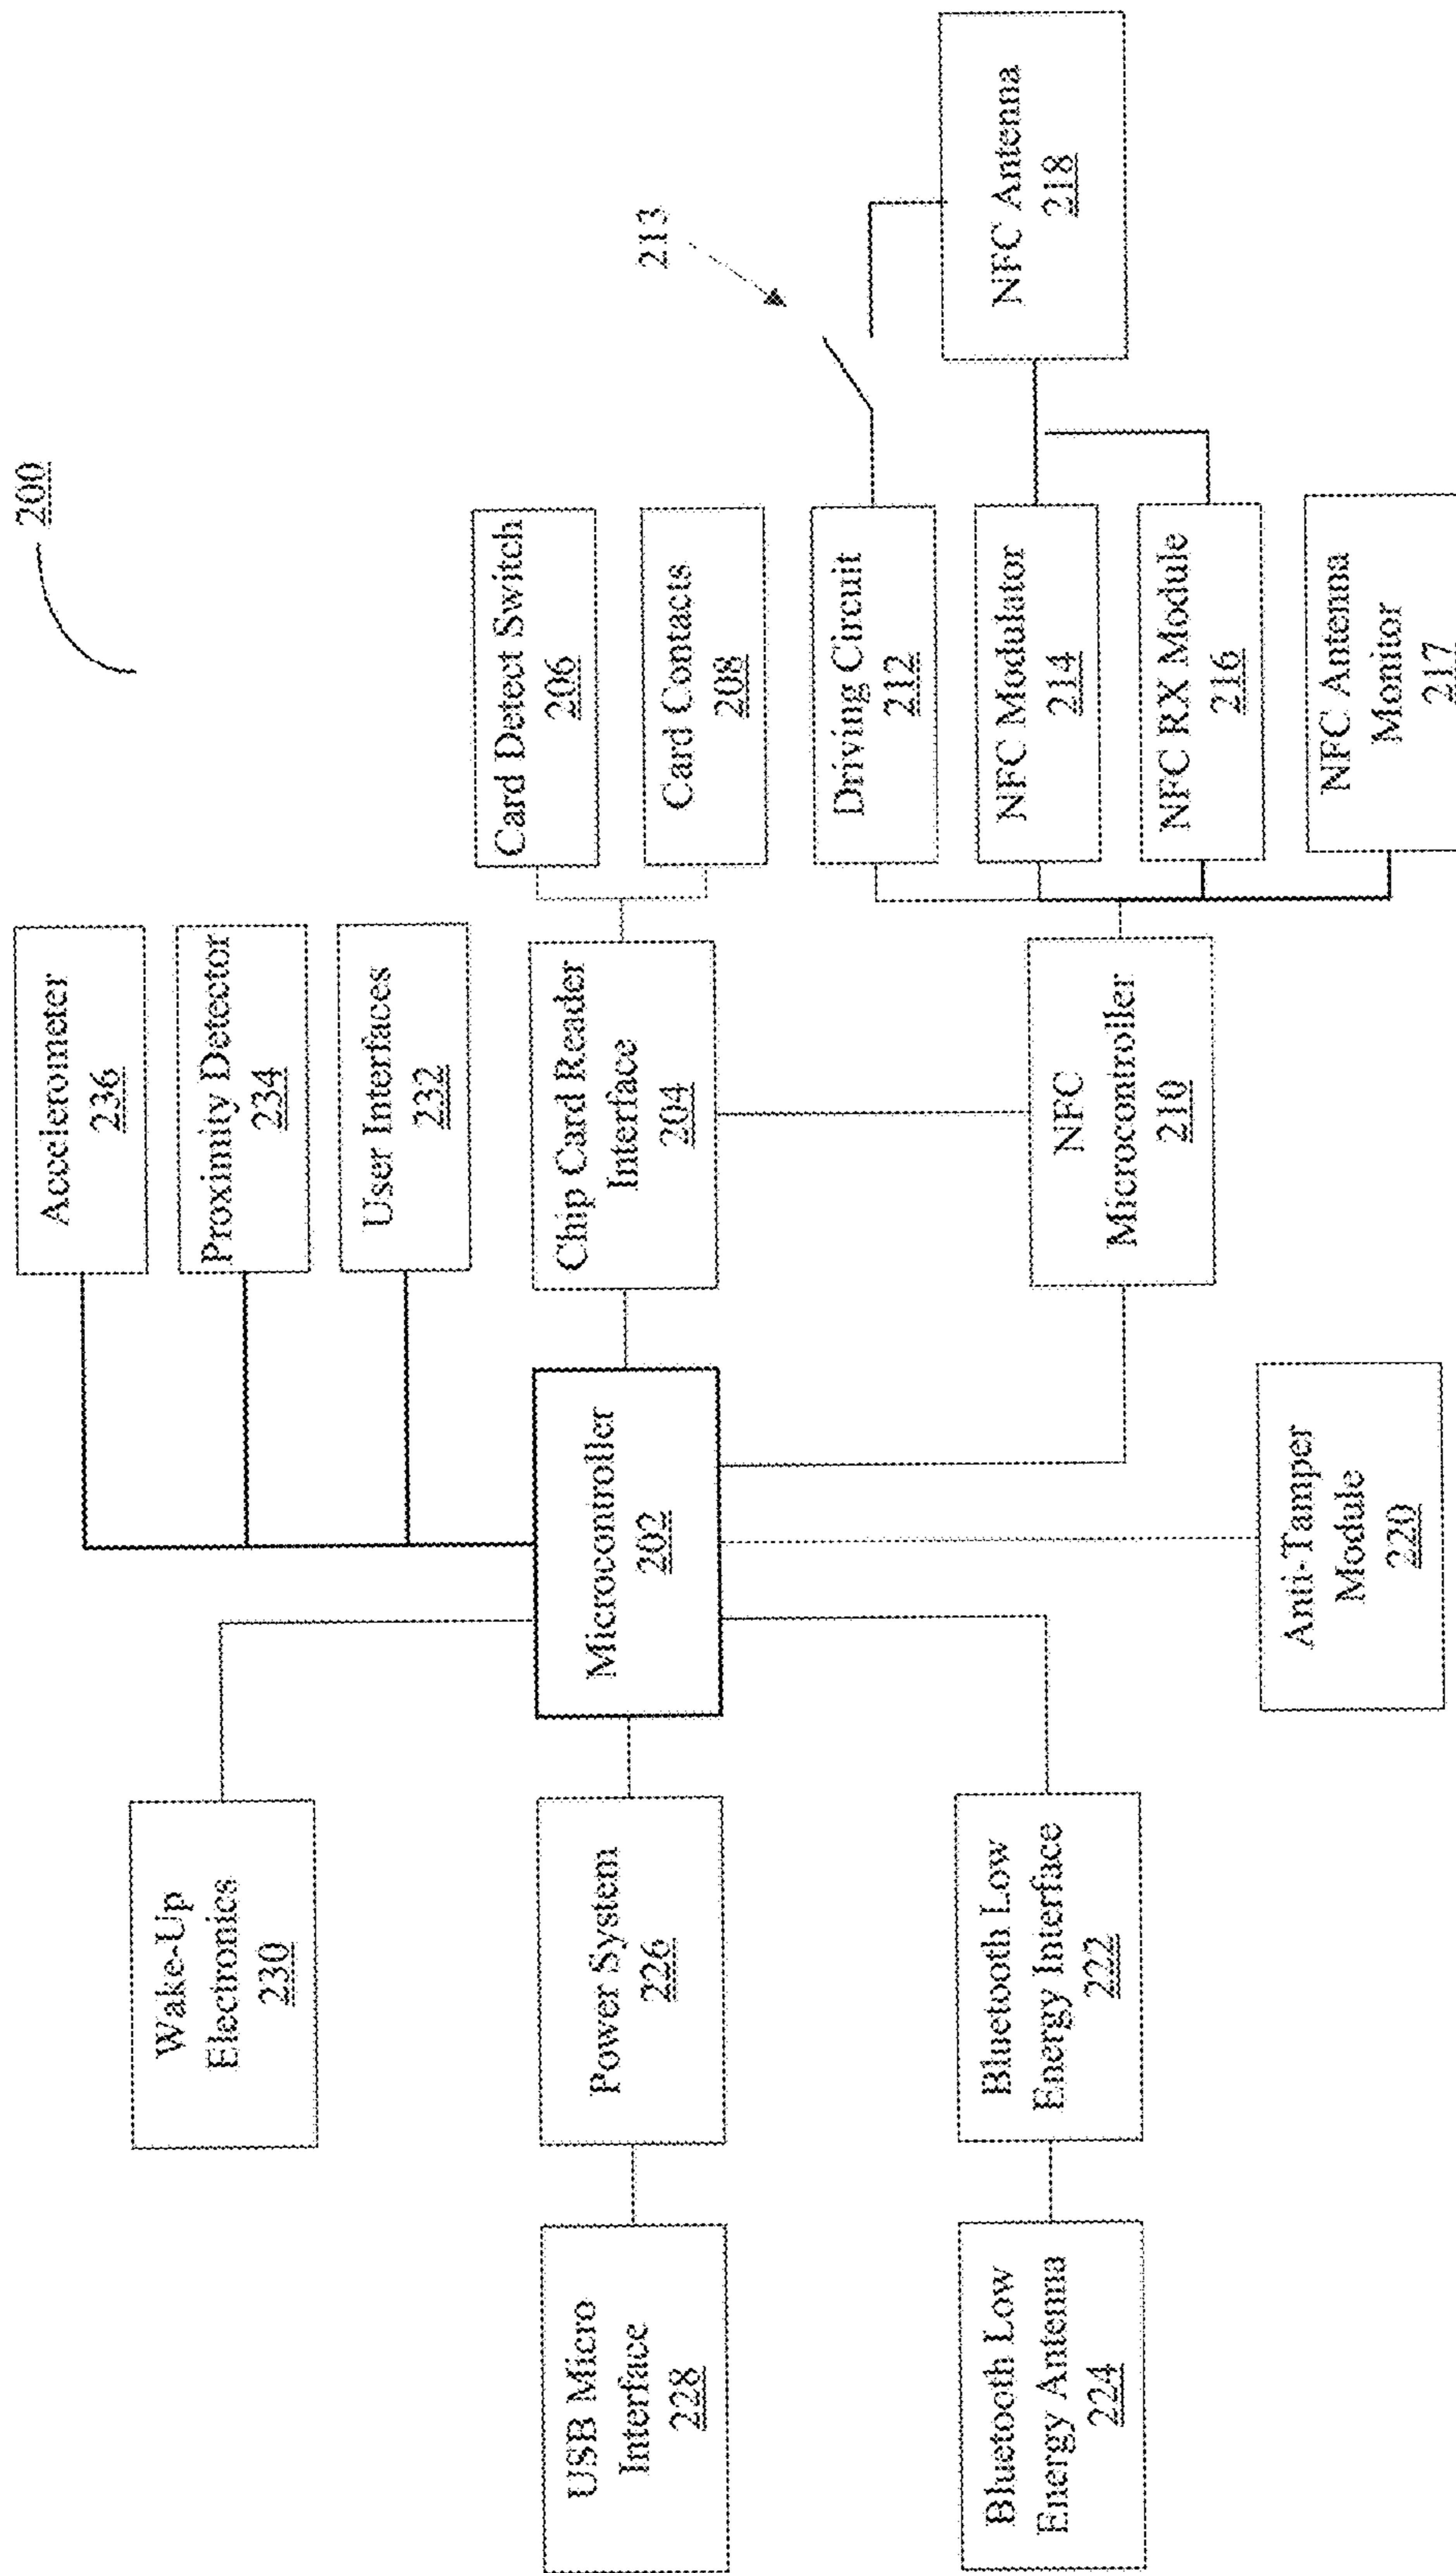 200
Accelerometer
236
Proximity Detector
234
User Interfaces
232
Wake-Up
Electronics
230
Card Detect Switch
206
Card Contacts
208
USB Micro
Interface
228
Power System
226
Microcontroller
202
Chip Card Reader
Interface
204
213
Driving Circuit
212
NFC Modulator
214
NFC RX Module
216
NFC Antenna
Monitor
217
NFC Antenna
218
Bluetooth Low
Energy Antenna
224
Bluetooth Low
Energy Interface
222
NFC
Microcontroller
210
Anti-Tamper
Module
220